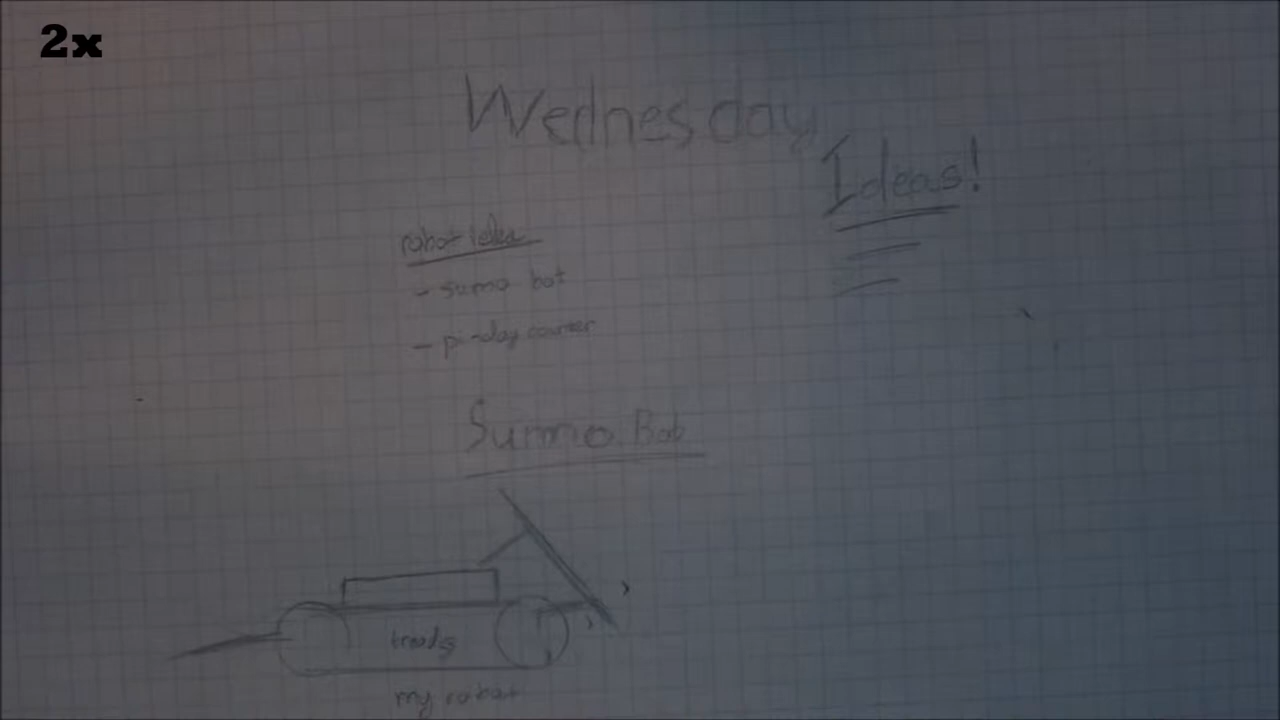 2x
Wednesday
Ideas!
robot idea
- sumo bot
- pi-day counter
Sumo Bot
treads
my robot